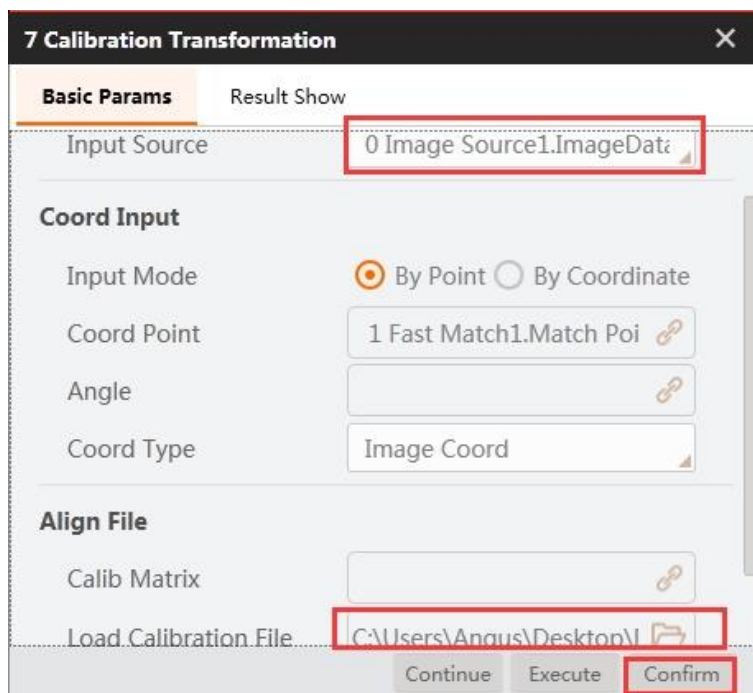 7 Calibration Transformation
Basic Params Result Show
Input Source 0 Image Source1.ImageData
Coord Input
Input Mode By Point By Coordinate
Coord Point 1 Fast Match1.Match Poi
Angle
Coord Type Image Coord
Align File
Calib Matrix
Load Calibration File C:\Users\Angus\Desktop\
Continue Execute Confirm